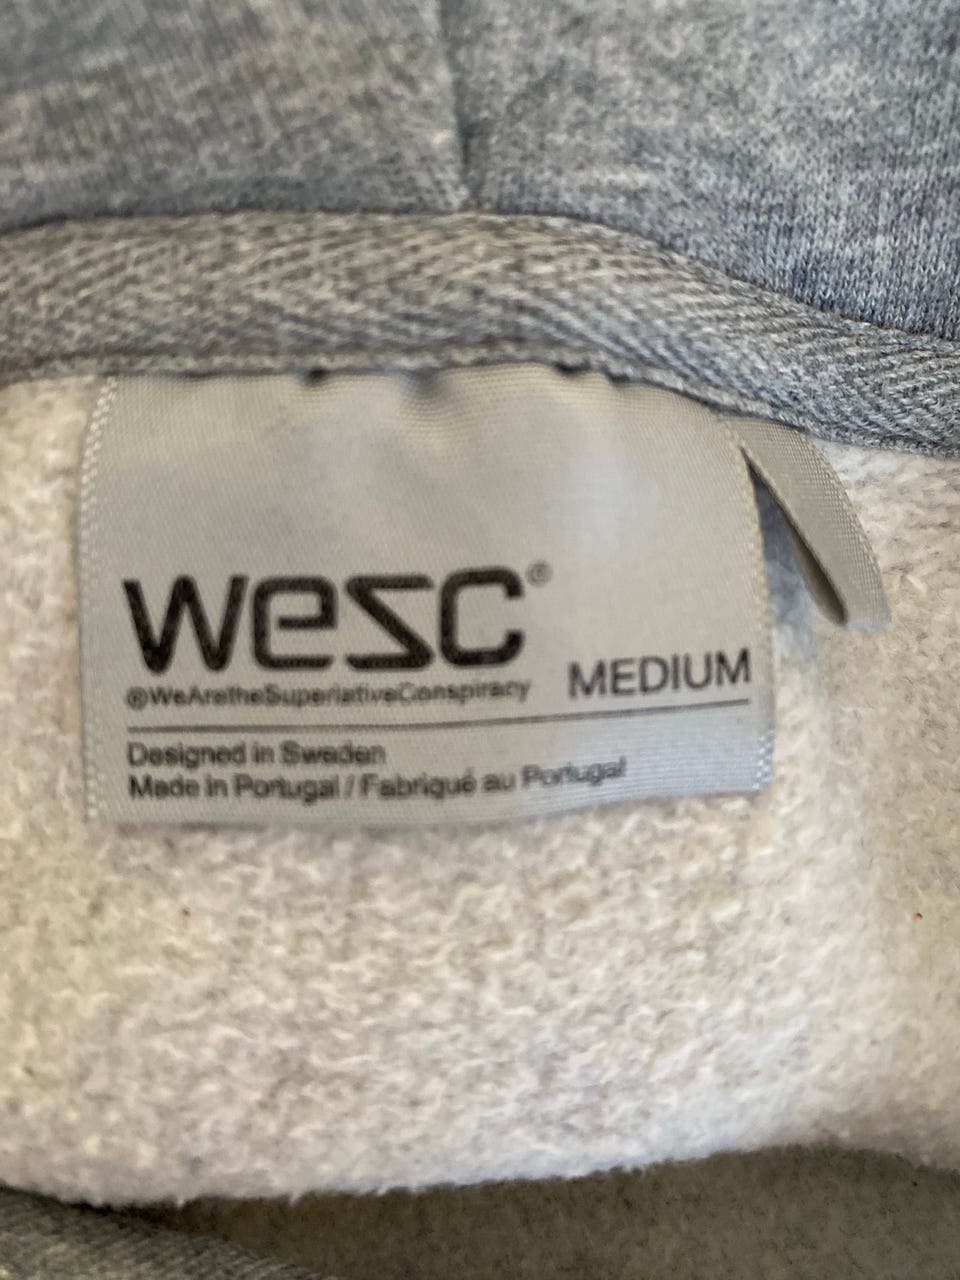 wesc®
@WeAretheSuperlativeConspiracy
MEDIUM
Designed in Sweden
Made in Portugal / Fabriqué au Portugal